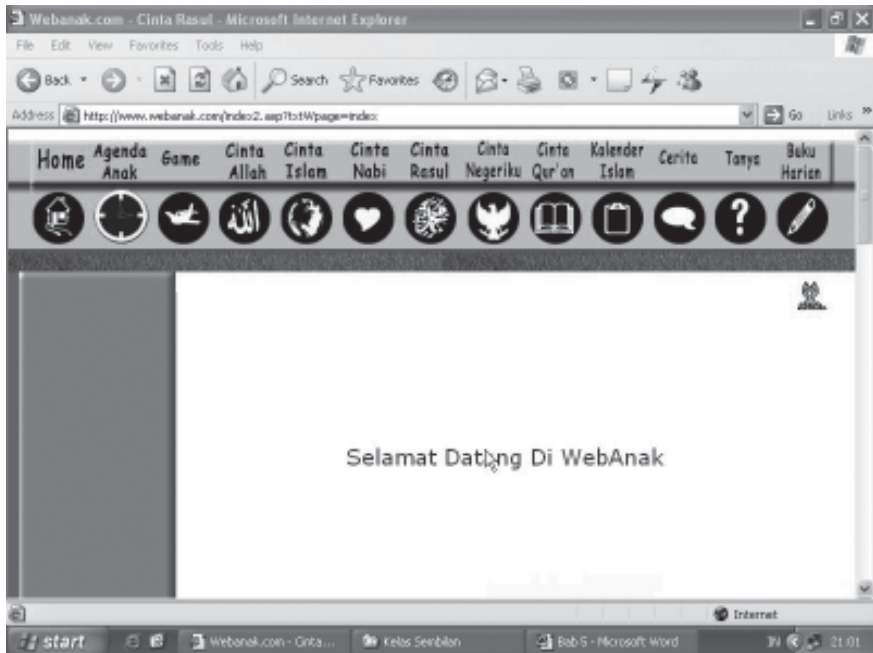 Webanak.com - Cinta Rasul - Microsoft Internet Explorer
File Edit View Favorites Tools Help
Back Search Favorites
Address http://www.webanak.com/index2.asp?txtWpage=index Go Links »
Home Agenda Anak Game Cinta Allah Cinta Islam Cinta Nabi Cinta Rasul Cinta Negeriku Cinta Qur'an Kalender Islam Cerita Tanya Buku Harian
الله
?
Selamat Datang Di WebAnak
Internet
start Webanak.com - Cinta... Kelas Sembilan Bab 5 - Microsoft Word IN 21:01